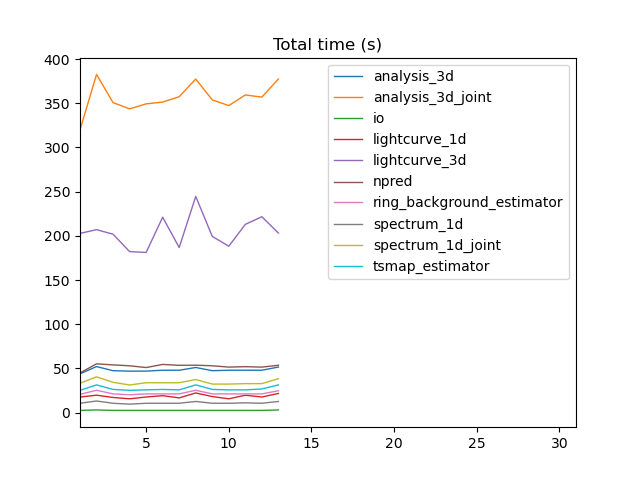 Total time (s)
400
350
300
250
200
150
100
50
0
5
10
15
20
25
30
analysis_3d
analysis_3d_joint
io
lightcurve_1d
lightcurve_3d
npred
ring_background_estimator
spectrum_1d
spectrum_1d_joint
tsmap_estimator